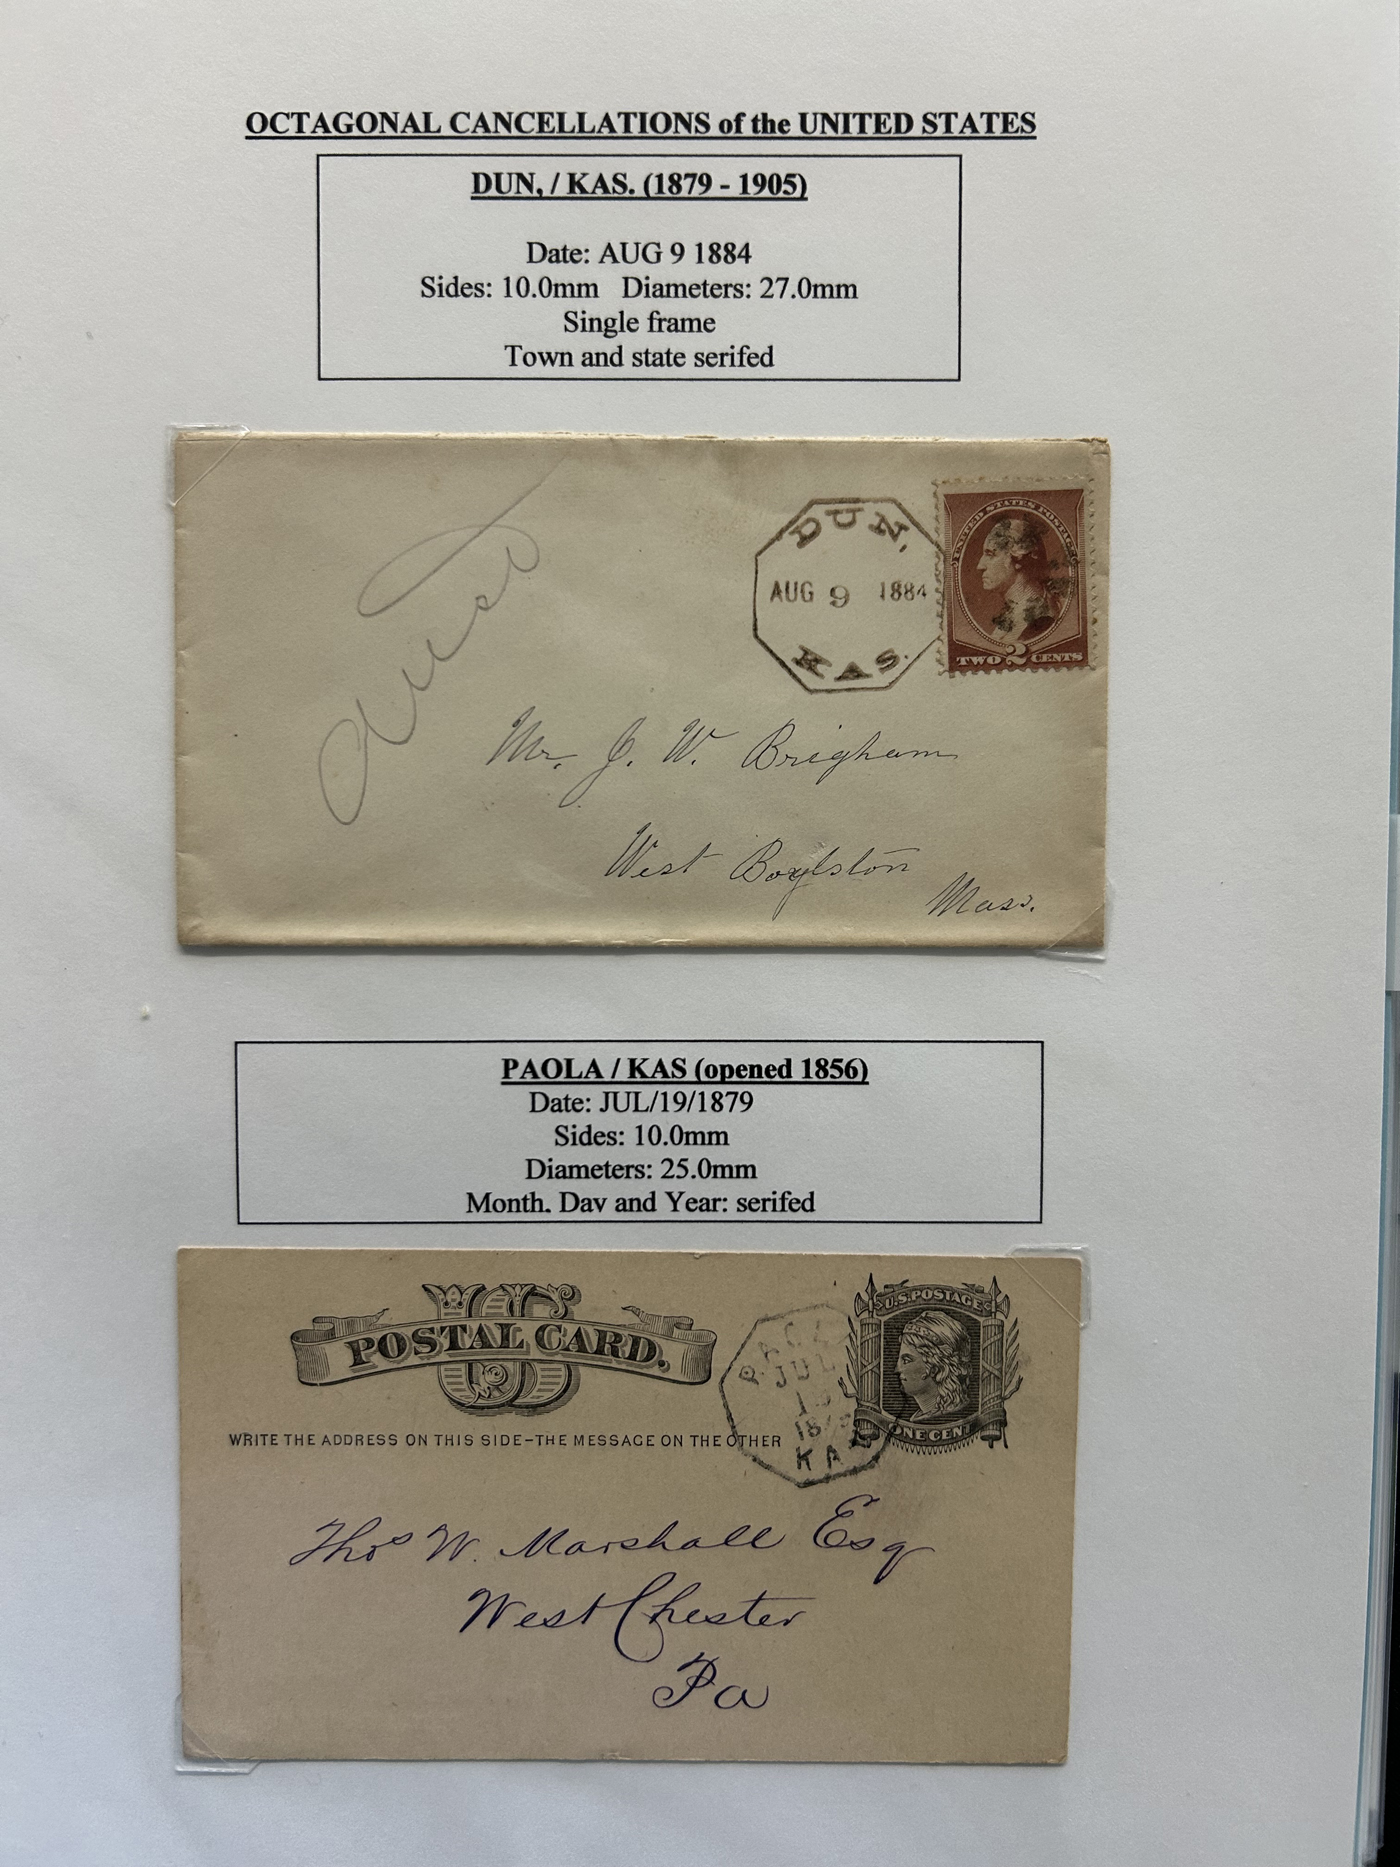 OCTAGONAL CANCELLATIONS of the UNITED STATES
DUN, / KAS. (1879 - 1905)
Date: AUG 9 1884
Sides: 10.0mm Diameters: 27.0mm
Single frame
Town and state serifed
DUN,
AUG 9 1884
KAS.
UNITED STATES POSTAGE
TWO 2 CENTS
Mr. J. W. Brigham
West Boylston
Mass.
PAOLA / KAS (opened 1856)
Date: JUL/19/1879
Sides: 10.0mm
Diameters: 25.0mm
Month. Day and Year: serifed
US
POSTAL CARD.
WRITE THE ADDRESS ON THIS SIDE-THE MESSAGE ON THE OTHER
JUL
U.S. POSTAGE
ONE CENT
Thos W. Marshall Esq
West Chester
Pa